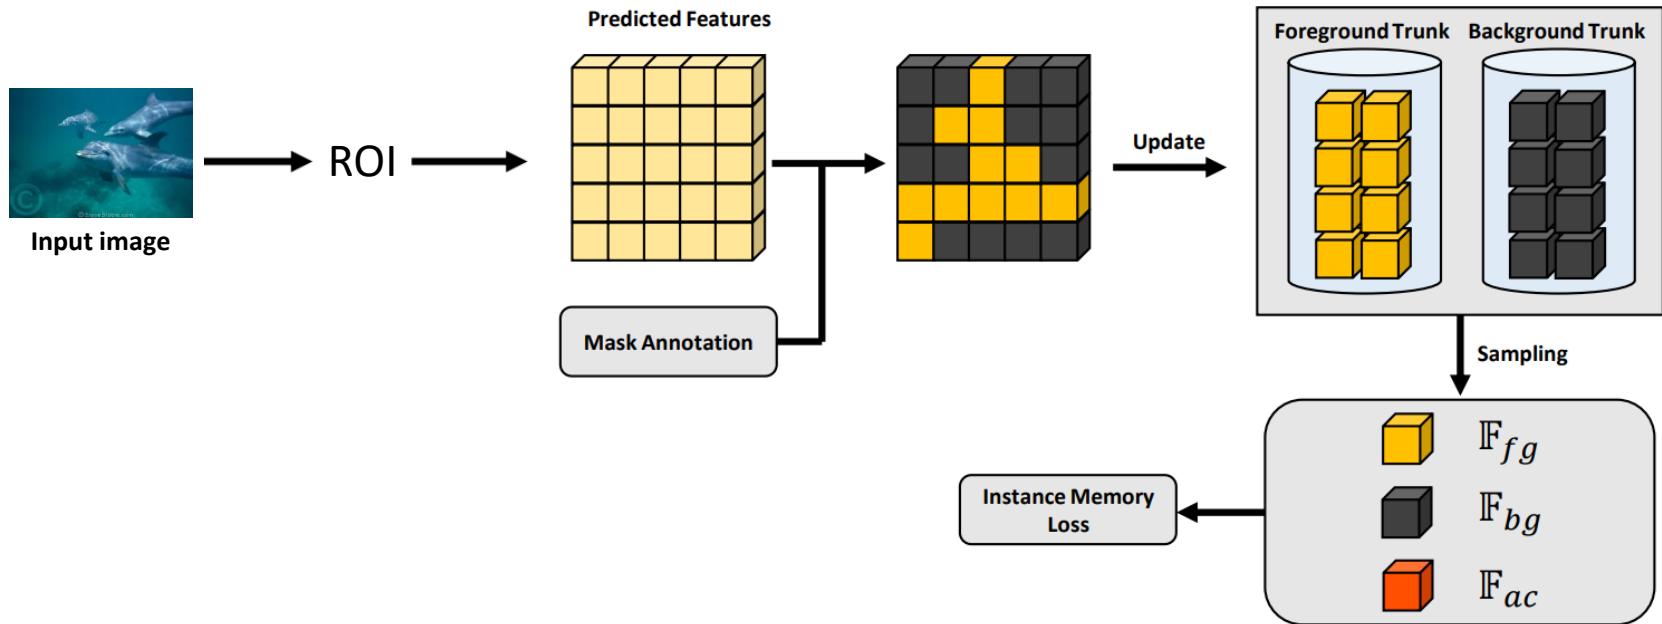 Predicted Features
Foreground Trunk
Background Trunk
Input image
ROI
Update
Mask Annotation
Sampling
𝔽fg
𝔽bg
𝔽ac
Instance Memory
Loss